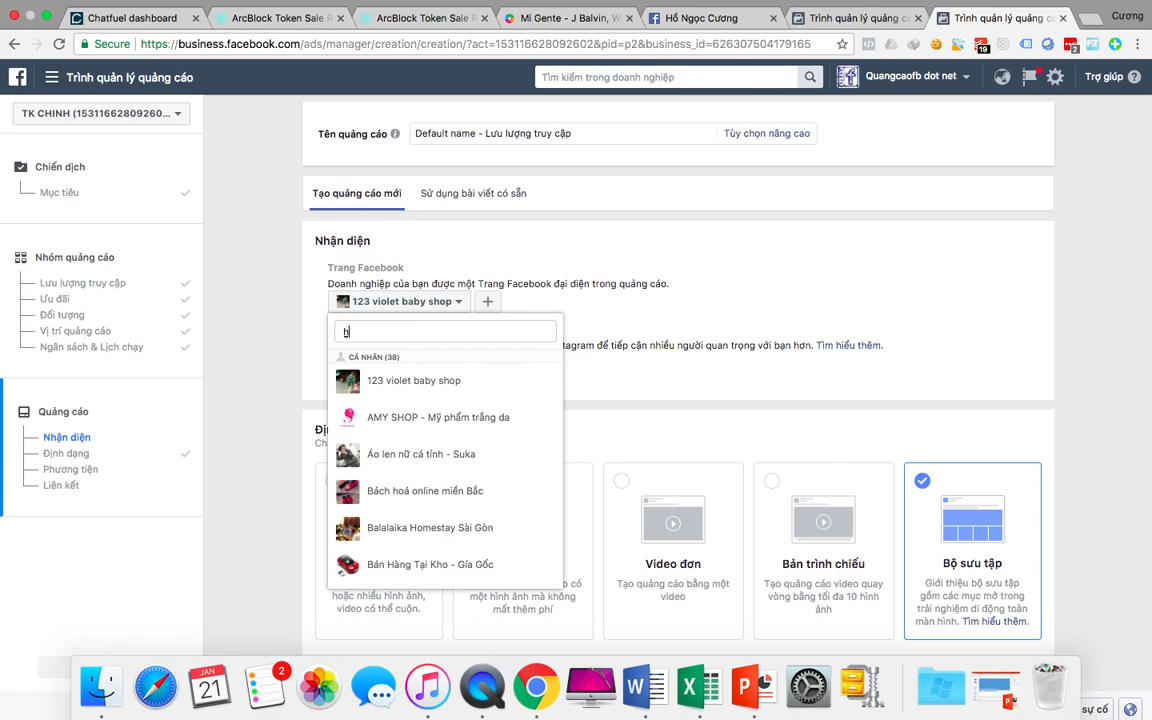 Chatfuel dashboard
ArcBlock Token Sale R
ArcBlock Token Sale R
Mi Gente - J Balvin, W
Hồ Ngọc Cương
Trình quản lý quảng c
Trình quản lý quảng c
Cương
Secure
https://business.facebook.com/ads/manager/creation/creation/?act=153116628092602&pid=p2&business_id=626307504179165
19
2
Trình quản lý quảng cáo
Tìm kiếm trong doanh nghiệp
Quangcaofb dot net
Trợ giúp
TK CHINH (15311662809260...
Chiến dịch
Mục tiêu
Nhóm quảng cáo
Lưu lượng truy cập
Ưu đãi
Đối tượng
Vị trí quảng cáo
Ngân sách & Lịch chạy
Quảng cáo
Nhận diện
Định dạng
Phương tiện
Liên kết
Tên quảng cáo
Default name - Lưu lượng truy cập
Tùy chọn nâng cao
Tạo quảng cáo mới
Sử dụng bài viết có sẵn
Nhận diện
Trang Facebook
Doanh nghiệp của bạn được một Trang Facebook đại diện trong quảng cáo.
123 violet baby shop
h
tagram để tiếp cận nhiều người quan trọng với bạn hơn. Tìm hiểu thêm.
CÁ NHÂN (38)
123 violet baby shop
AMY SHOP - Mỹ phẩm trắng da
Áo len nữ cá tính - Suka
Bách hoá online miền Bắc
Balalaika Homestay Sài Gòn
Bán Hàng Tại Kho - Gía Gốc
hoặc nhiều hình ảnh, video có thể cuộn.
một hình ảnh mà không mất thêm phí
Video đơn
Tạo quảng cáo bằng một video
Bản trình chiếu
Tạo quảng cáo video quay vòng bằng tối đa 10 hình ảnh
Bộ sưu tập
Giới thiệu bộ sưu tập gồm các mục mở trong trải nghiệm di động toàn màn hình. Tìm hiểu thêm.
JAN
21
2
W
X
P
sự cố